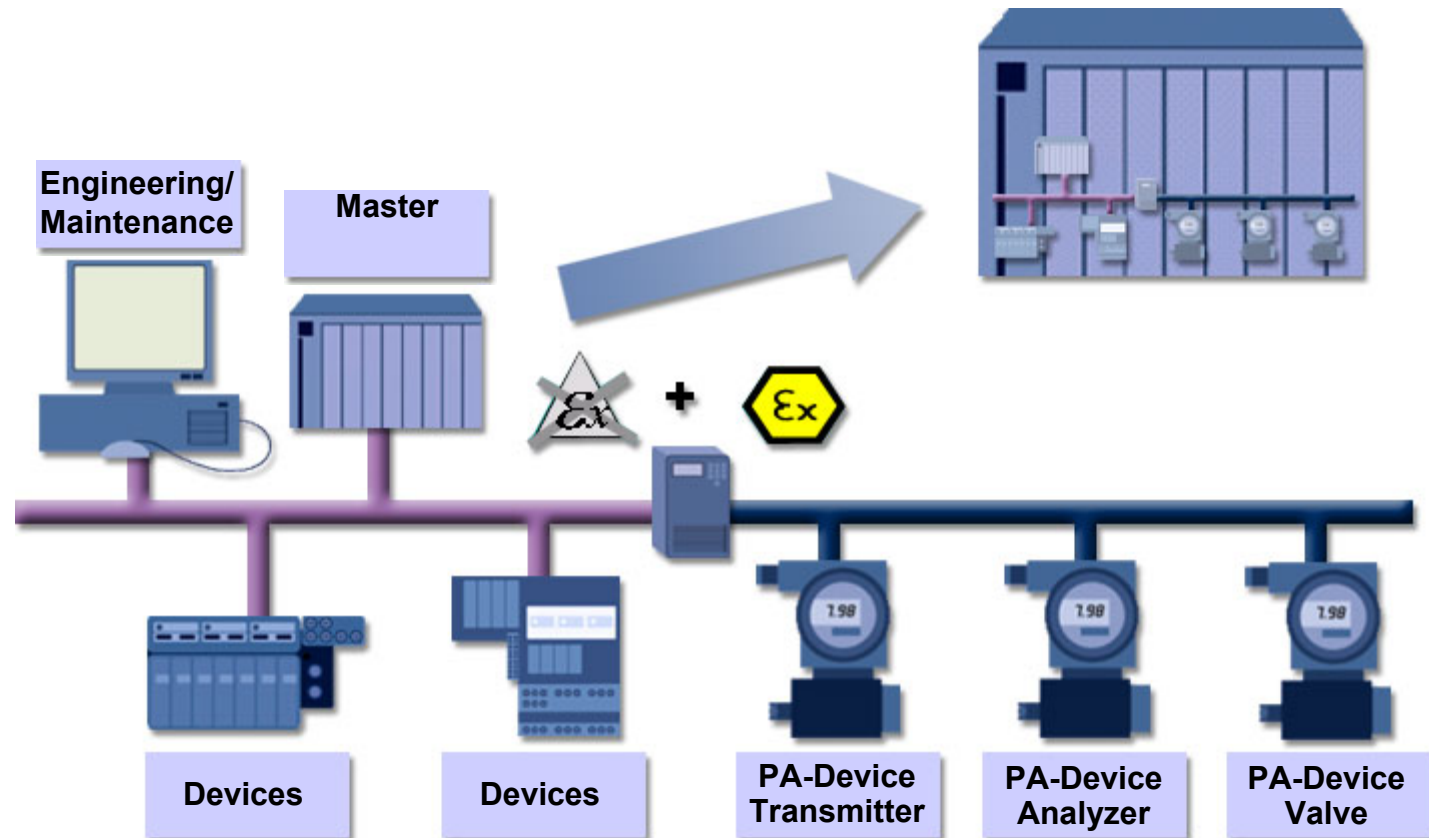 Engineering/
Maintenance
Master
Ex
+
Ex
7.98
7.98
7.98
Devices
Devices
PA-Device
Transmitter
PA-Device
Analyzer
PA-Device
Valve